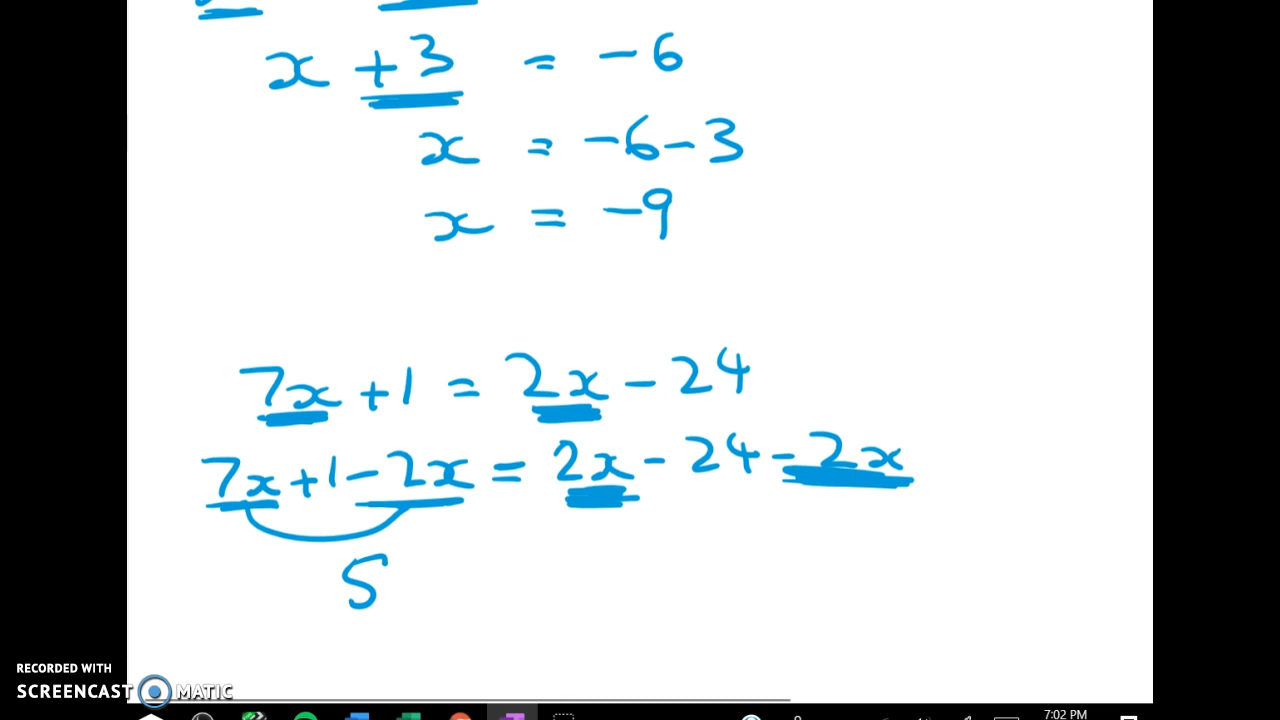 x + 3 = -6
x = -6 - 3
x = -9
7x + 1 = 2x - 24
7x + 1 - 2x = 2x - 24 - 2x
5
RECORDED WITH
SCREENCAST MATIC
7:02 PM